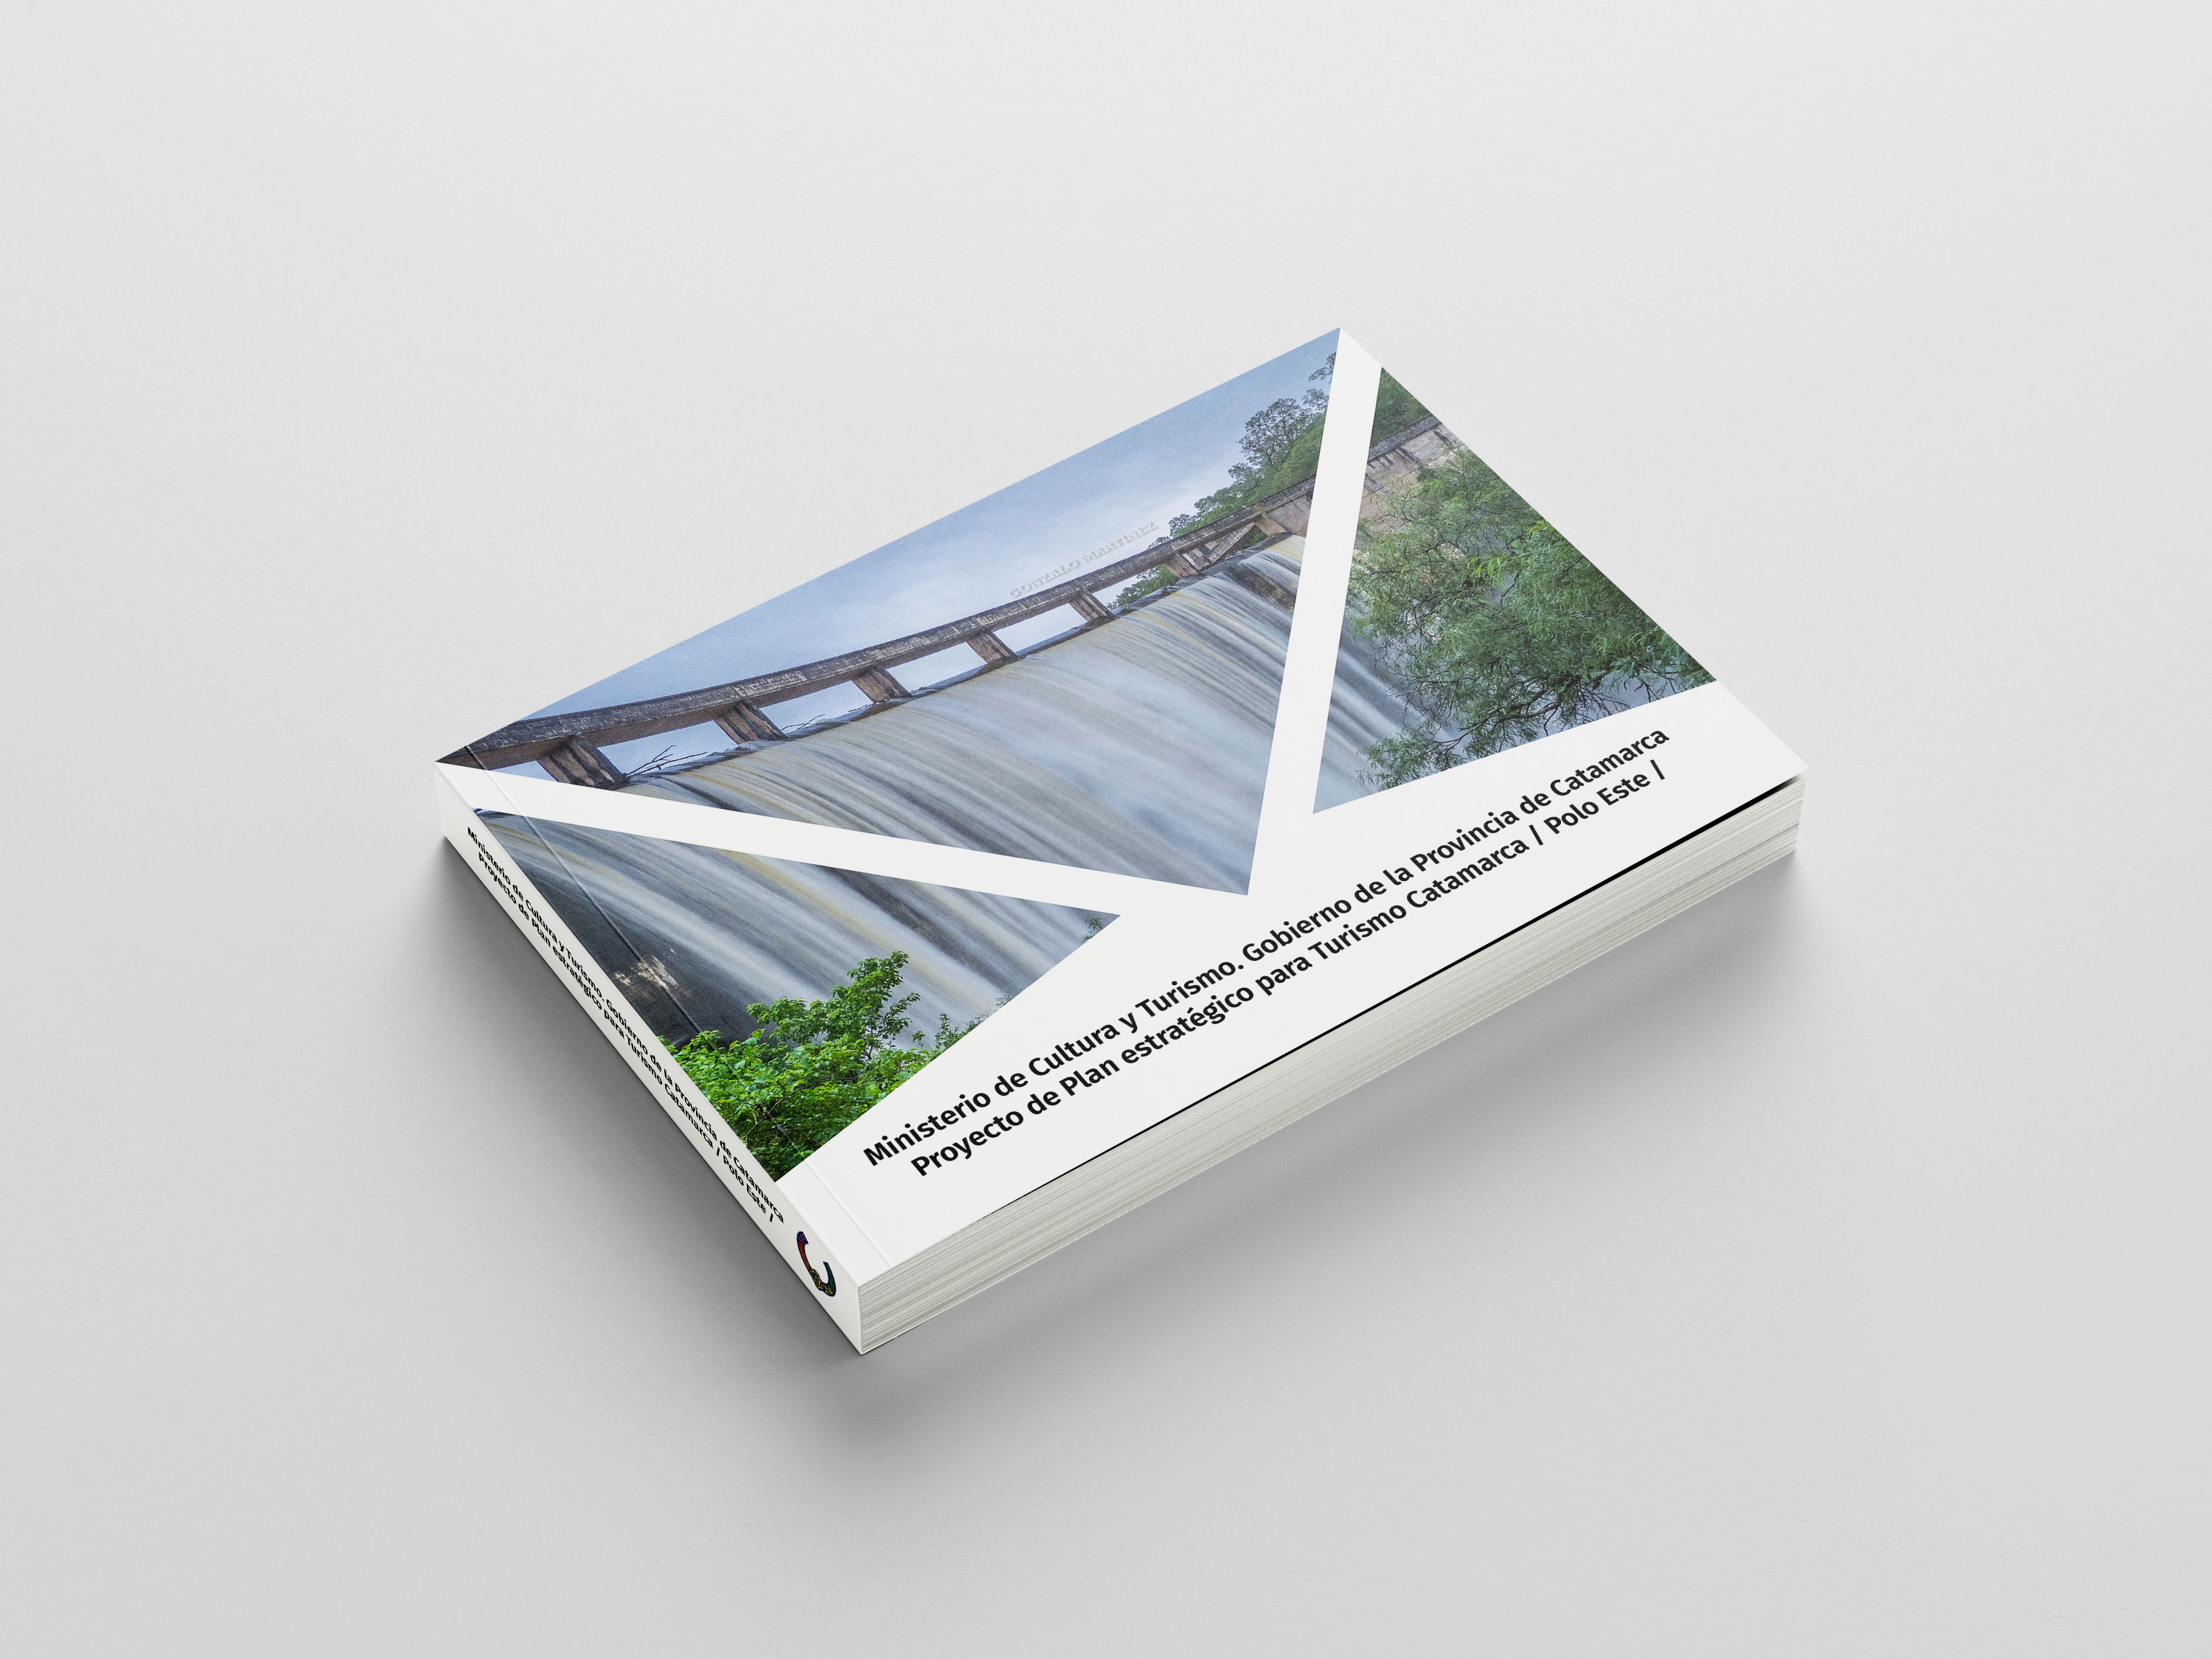 GONZALO MARTÍNEZ
Ministerio de Cultura y Turismo. Gobierno de la Provincia de Catamarca
Proyecto de Plan estratégico para Turismo Catamarca / Polo Este /
Ministerio de Cultura y Turismo. Gobierno de la Provincia de Catamarca
Proyecto de Plan estratégico para Turismo Catamarca / Polo Este /